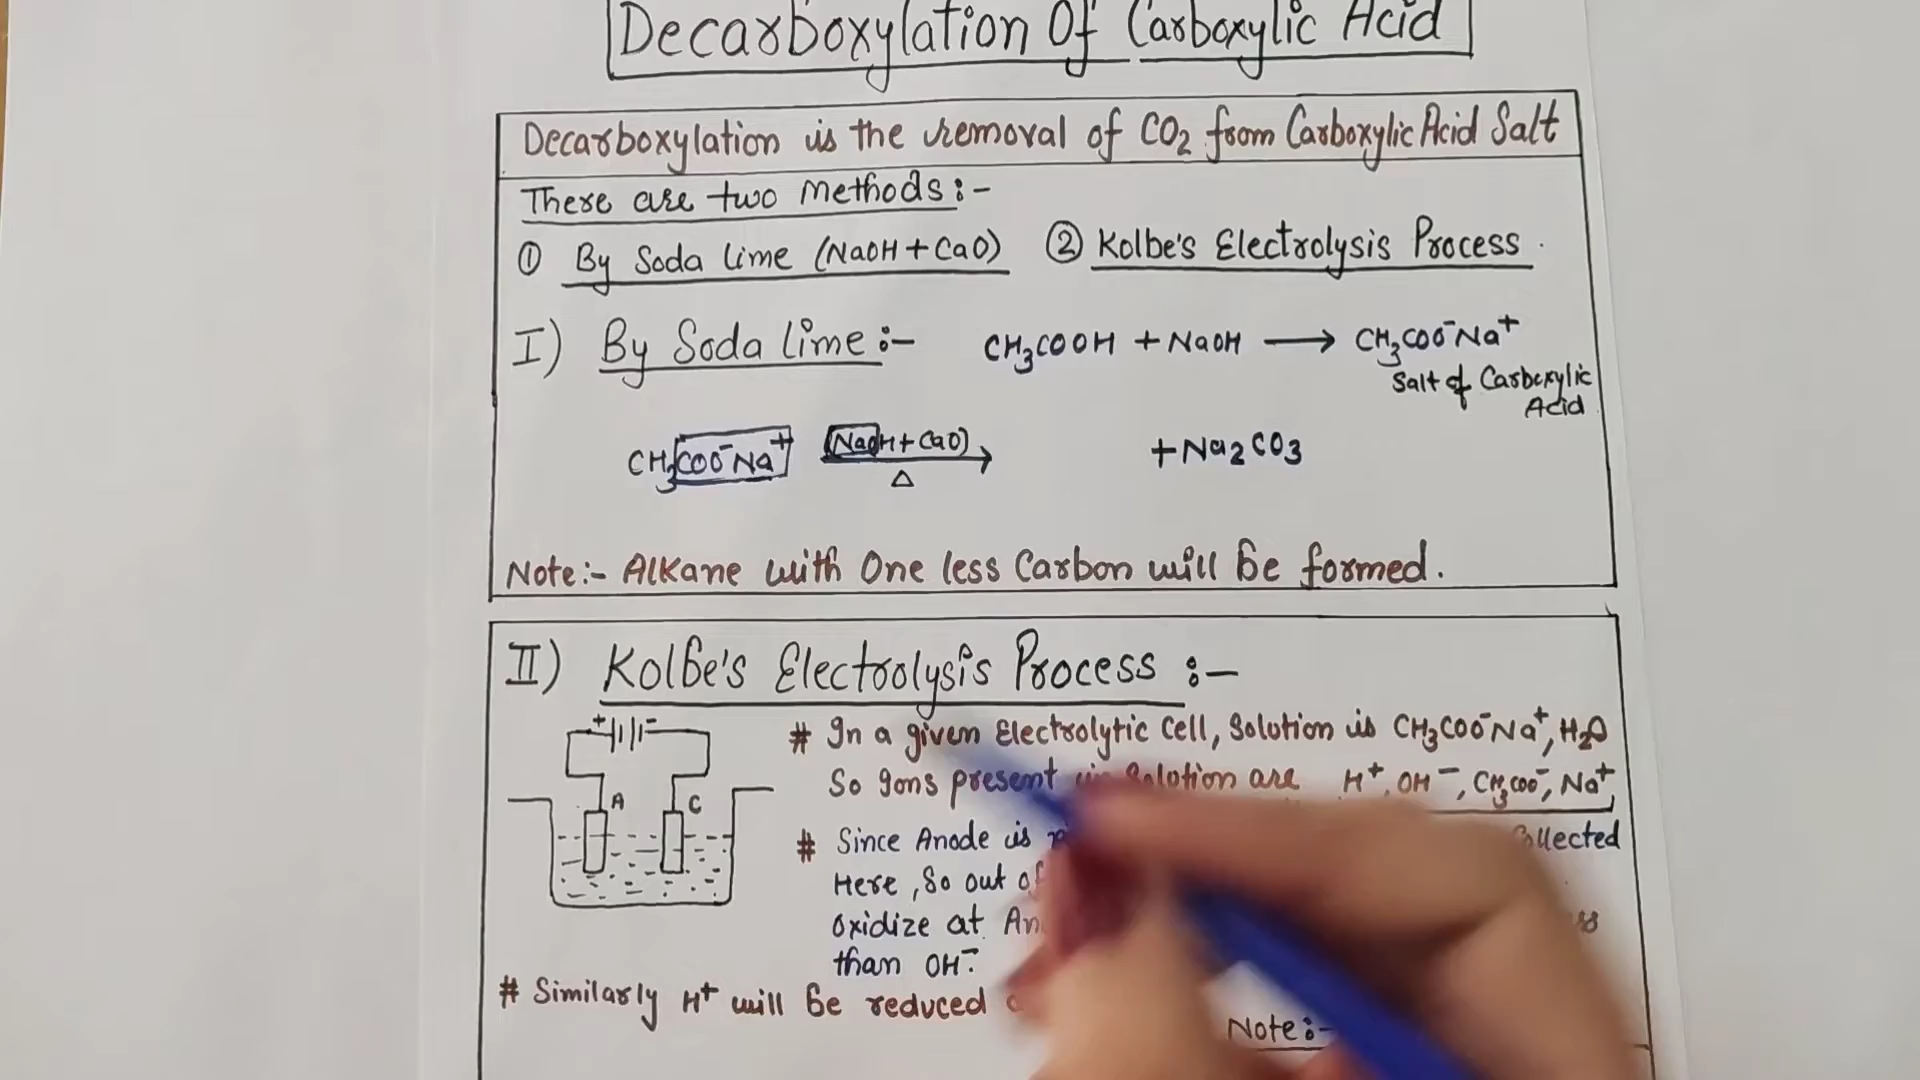 Decarboxylation Of Carboxylic Acid
Decarboxylation is the removal of CO2 from Carboxylic Acid Salt
There are two Methods:-
① By Soda lime (NaOH + CaO) ② Kolbe's Electrolysis Process.
I) By Soda lime :- CH3COOH + NaOH ⟶ CH3COO⁻Na⁺
Salt of Carboxylic
Acid
CH3COO⁻Na⁺ (NaOH + CaO) → + Na2CO3
Δ
Note:- Alkane with One less Carbon will be formed.
II) Kolbe's Electrolysis Process :-
+ -
A C
# In a given Electrolytic Cell, Solution is CH3COO⁻Na⁺, H2O
So Ions present in Solution are H⁺, OH⁻, CH3COO⁻, Na⁺
# Since Anode is
Here, So out of
oxidize at
than OH⁻.
# Similarly H⁺ will be reduced
Note:-